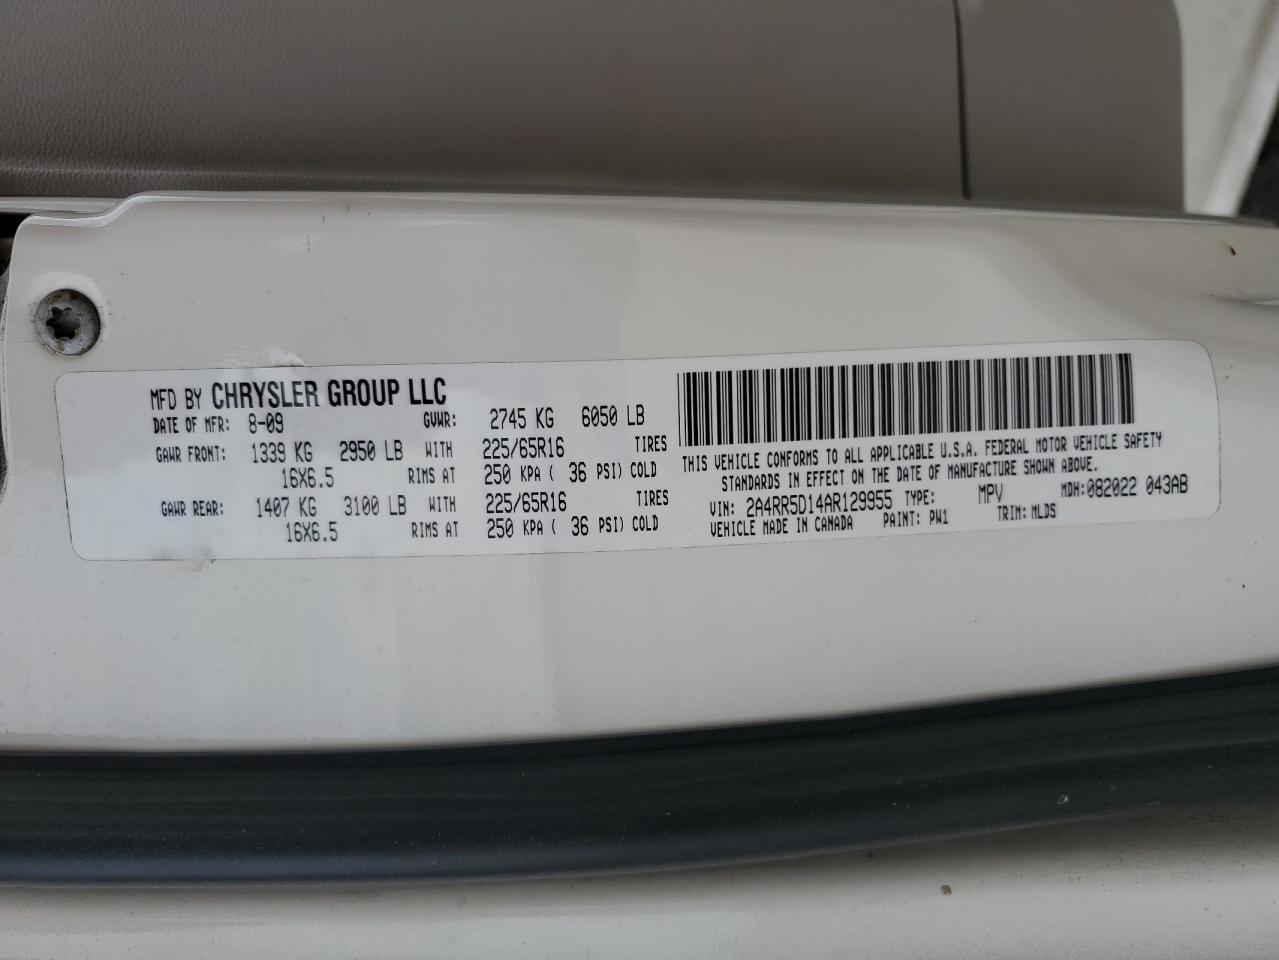 MFD BY CHRYSLER GROUP LLC
DATE OF MFR: 8-09 GVWR: 2745 KG 6050 LB
GAWR FRONT: 1339 KG 2950 LB WITH 225/65R16 TIRES
16X6.5 RIMS AT 250 KPA ( 36 PSI) COLD
GAWR REAR: 1407 KG 3100 LB WITH 225/65R16 TIRES
16X6.5 RIMS AT 250 KPA ( 36 PSI) COLD
THIS VEHICLE CONFORMS TO ALL APPLICABLE U.S.A. FEDERAL MOTOR VEHICLE SAFETY
STANDARDS IN EFFECT ON THE DATE OF MANUFACTURE SHOWN ABOVE.
VIN: 2A4RR5D14AR129955 TYPE: MPV MDH: 082022 043AB
VEHICLE MADE IN CANADA PAINT: PW1 TRIM: MLDS